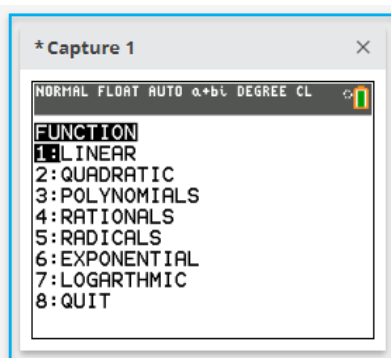 *Capture 1
NORMAL FLOAT AUTO a+bi DEGREE CL
FUNCTION
1:LINEAR
2:QUADRATIC
3:POLYNOMIALS
4:RATIONALS
5:RADICALS
6:EXPONENTIAL
7:LOGARTHMIC
8:QUIT